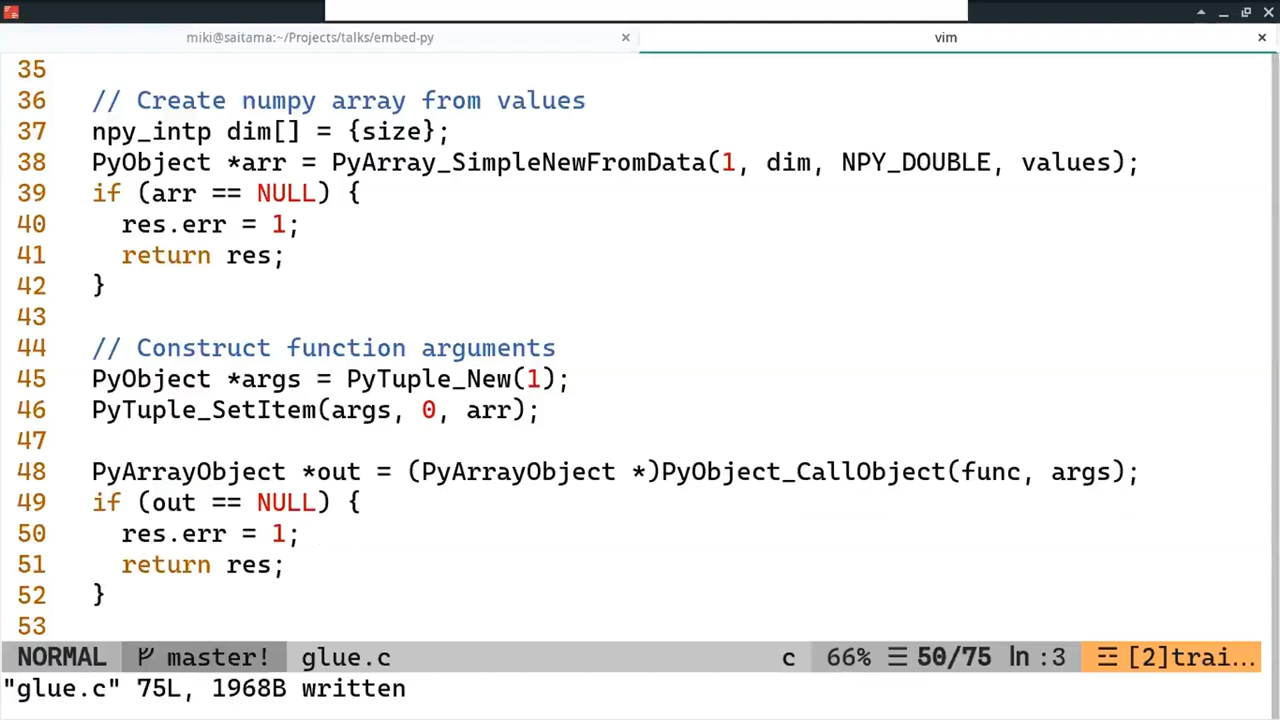 miki@saitama:~/Projects/talks/embed-py
vim
35
36 // Create numpy array from values
37 npy_intp dim[] = {size};
38 PyObject *arr = PyArray_SimpleNewFromData(1, dim, NPY_DOUBLE, values);
39 if (arr == NULL) {
40 res.err = 1;
41 return res;
42 }
43
44 // Construct function arguments
45 PyObject *args = PyTuple_New(1);
46 PyTuple_SetItem(args, 0, arr);
47
48 PyArrayObject *out = (PyArrayObject *)PyObject_CallObject(func, args);
49 if (out == NULL) {
50 res.err = 1;
51 return res;
52 }
53
NORMAL master! glue.c c 66% ☰ 50/75 ln :3 ☲ [2]trai...
"glue.c" 75L, 1968B written